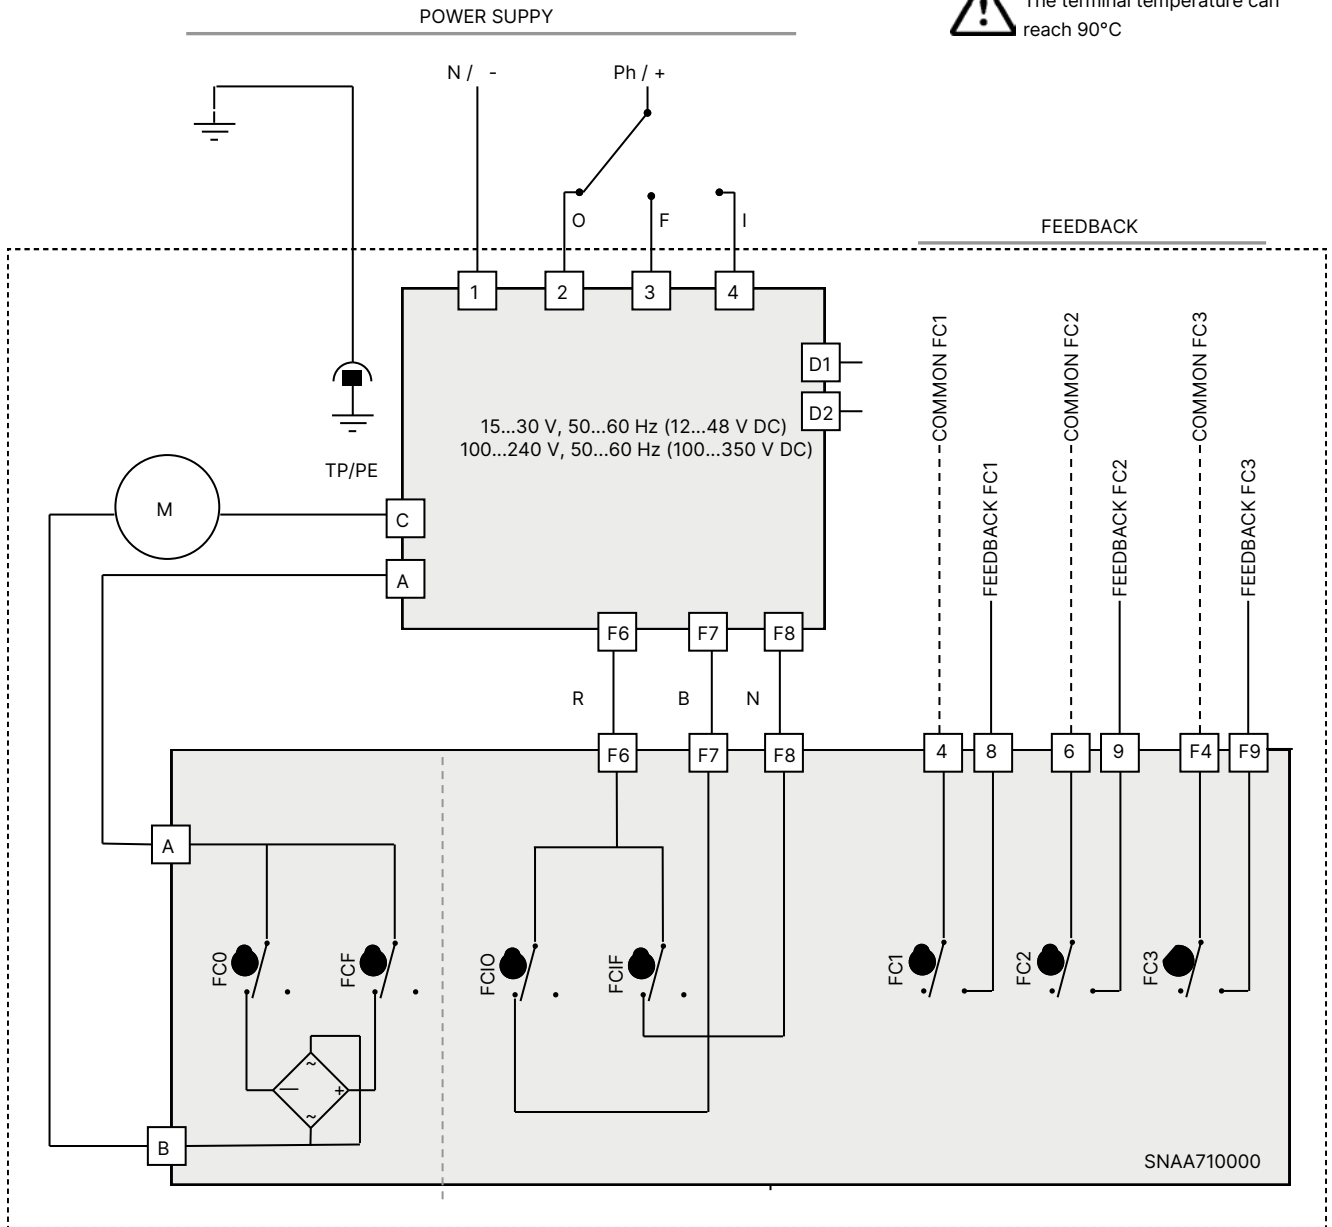 POWER SUPPY
The terminal temperature can
reach 90°C
N / -
Ph / +
O
F
I
FEEDBACK
1
2
3
4
D1
D2
15...30 V, 50...60 Hz (12...48 V DC)
100...240 V, 50...60 Hz (100...350 V DC)
COMMON FC1
COMMON FC2
COMMON FC3
FEEDBACK FC1
FEEDBACK FC2
FEEDBACK FC3
TP/PE
M
C
A
F6
F7
F8
R
B
N
F6
F7
F8
4
8
6
9
F4
F9
A
FC0
FCF
FCIO
FCIF
FC1
FC2
FC3
~
—
+
~
B
SNAA710000